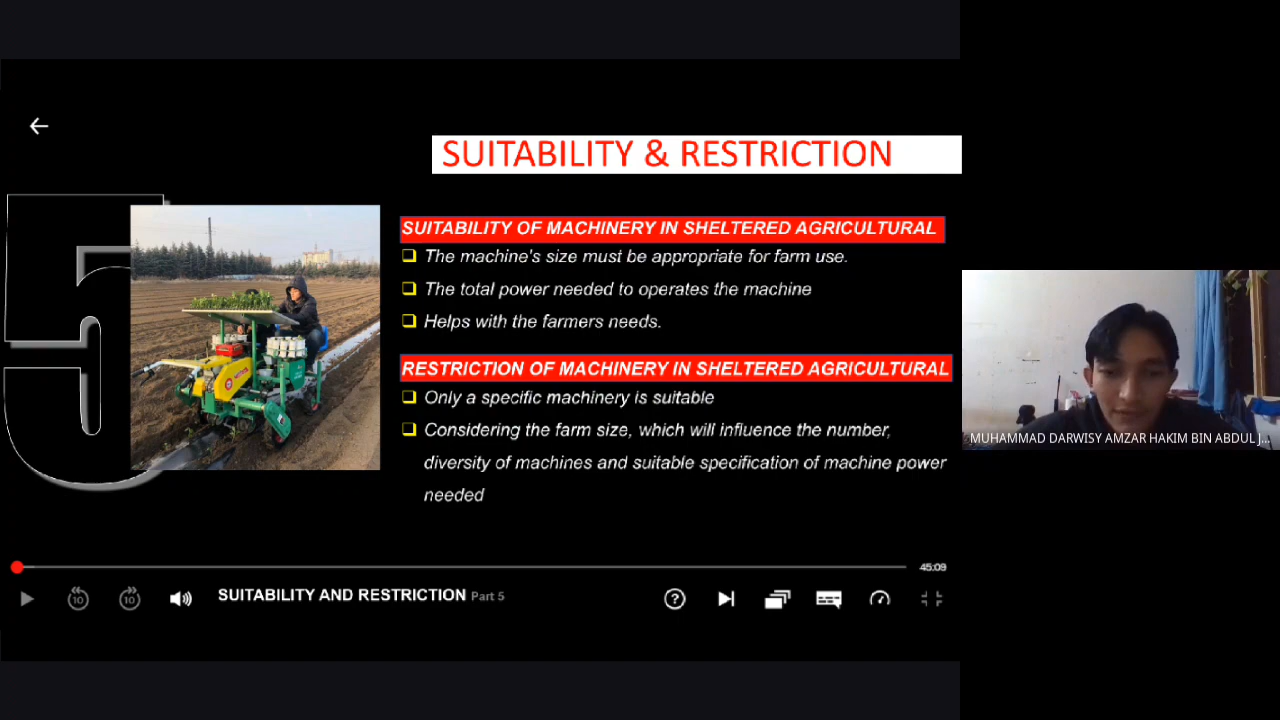 SUITABILITY & RESTRICTION
5
SUITABILITY OF MACHINERY IN SHELTERED AGRICULTURAL
The machine's size must be appropriate for farm use.
The total power needed to operates the machine
Helps with the farmers needs.
RESTRICTION OF MACHINERY IN SHELTERED AGRICULTURAL
Only a specific machinery is suitable
Considering the farm size, which will influence the number,
diversity of machines and suitable specification of machine power
needed
MUHAMMAD DARWISY AMZAR HAKIM BIN ABDUL J...
45:09
10
10
SUITABILITY AND RESTRICTION Part 5
?